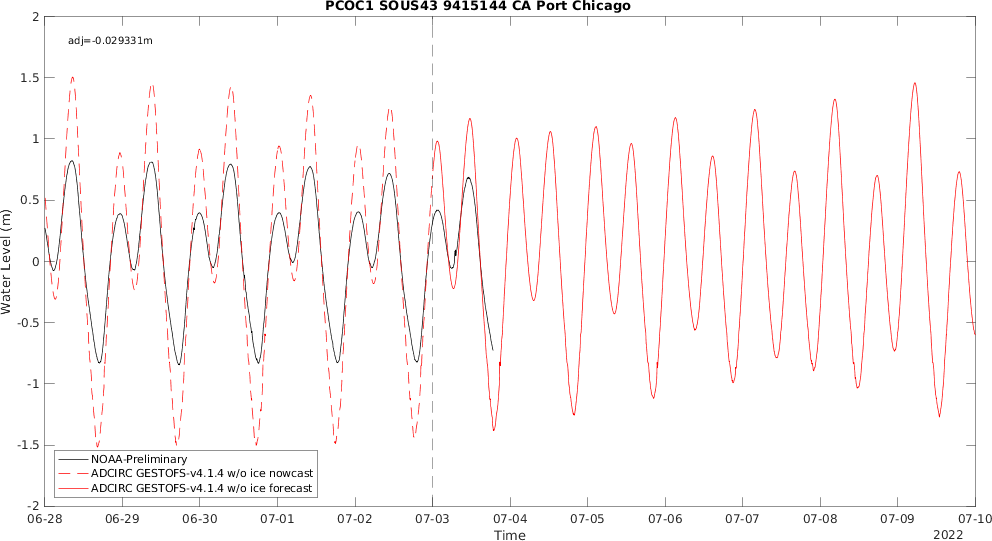 PCOC1 SOUS43 9415144 CA Port Chicago
adj=-0.029331m
2
1.5
1
0.5
0
-0.5
-1
-1.5
-2
Water Level (m)
NOAA-Preliminary
ADCIRC GESTOFS-v4.1.4 w/o ice nowcast
ADCIRC GESTOFS-v4.1.4 w/o ice forecast
06-28 06-29 06-30 07-01 07-02 07-03 07-04 07-05 07-06 07-07 07-08 07-09 07-10
Time
2022